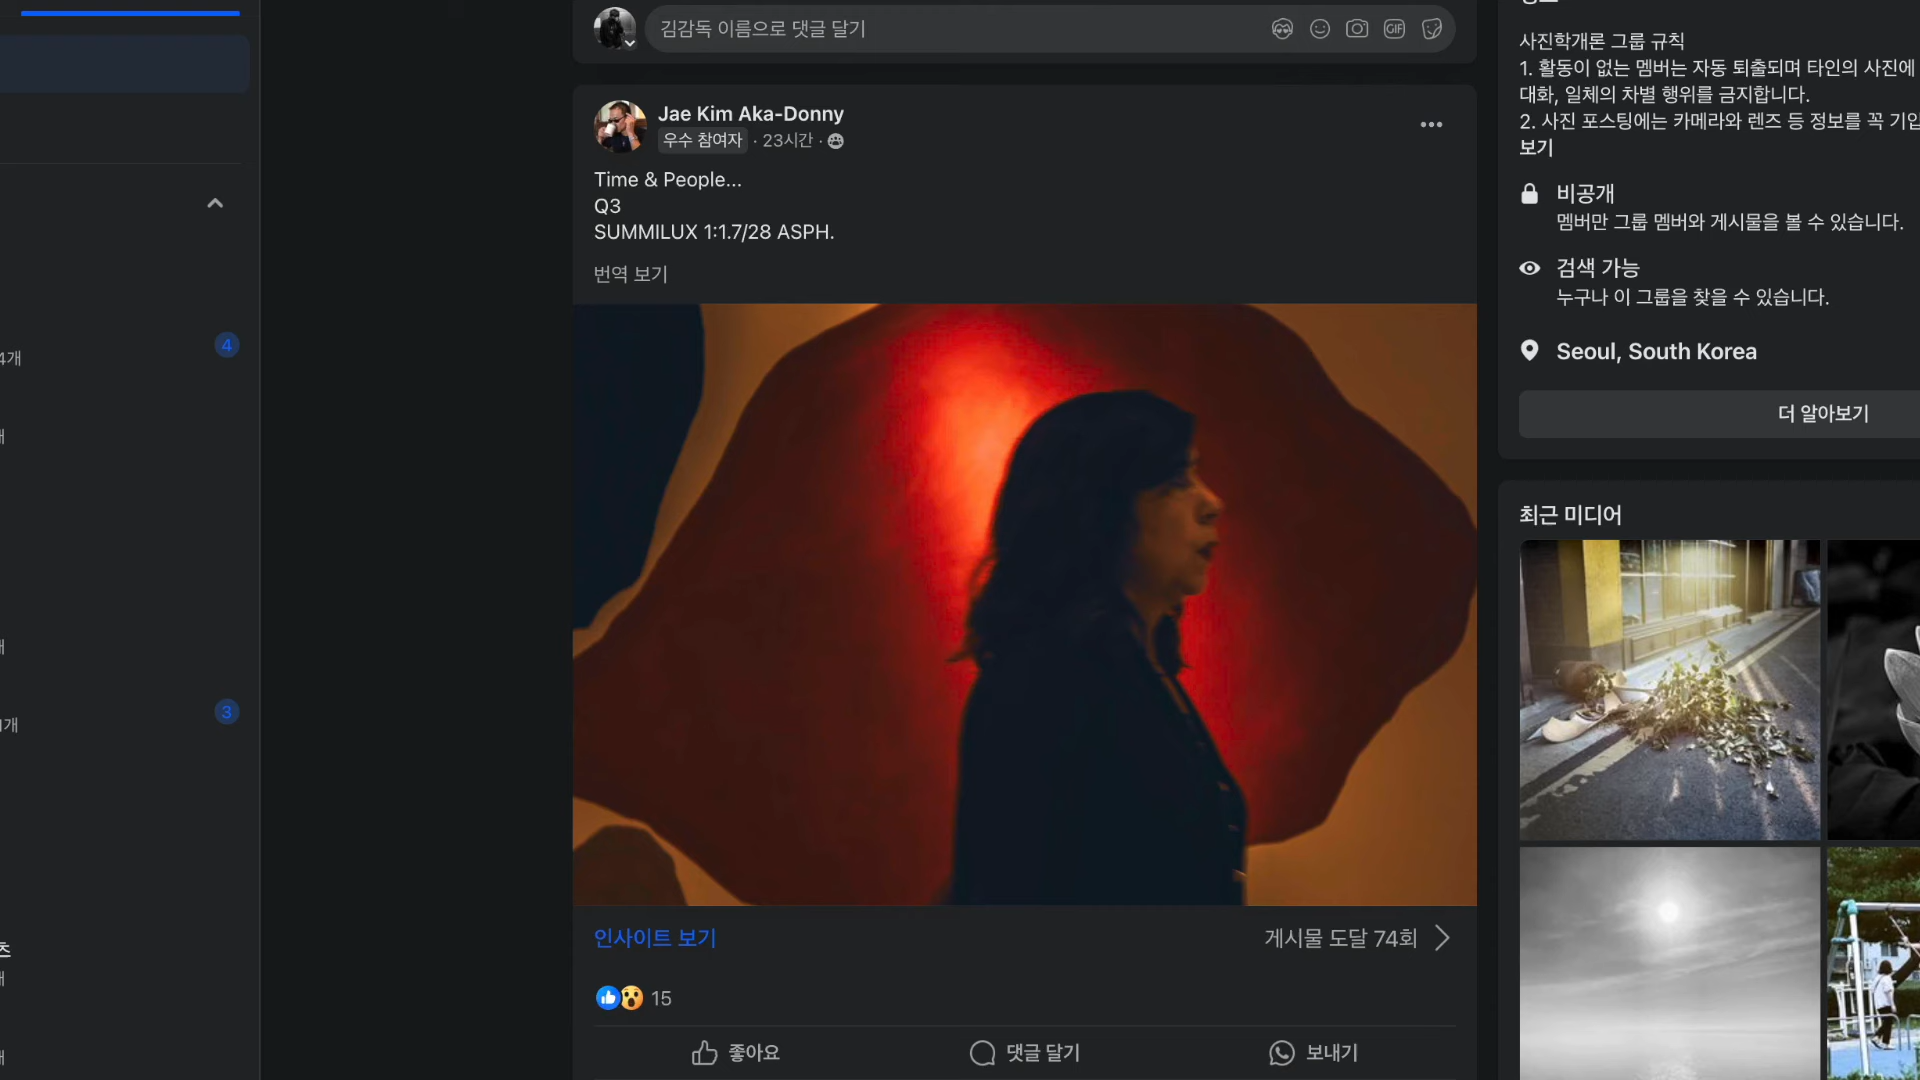 김감독 이름으로 댓글 달기
GIF
Jae Kim Aka-Donny
우수 참여자 · 23시간 ·
Time & People...
Q3
SUMMILUX 1:1.7/28 ASPH.
번역 보기
인사이트 보기
게시물 도달 74회
15
좋아요
댓글 달기
보내기
4
4개
3
사진학개론 그룹 규칙
1. 활동이 없는 멤버는 자동 퇴출되며 타인의 사진에
대화, 일체의 차별 행위를 금지합니다.
2. 사진 포스팅에는 카메라와 렌즈 등 정보를 꼭 기입
보기
비공개
멤버만 그룹 멤버와 게시물을 볼 수 있습니다.
검색 가능
누구나 이 그룹을 찾을 수 있습니다.
Seoul, South Korea
더 알아보기
최근 미디어